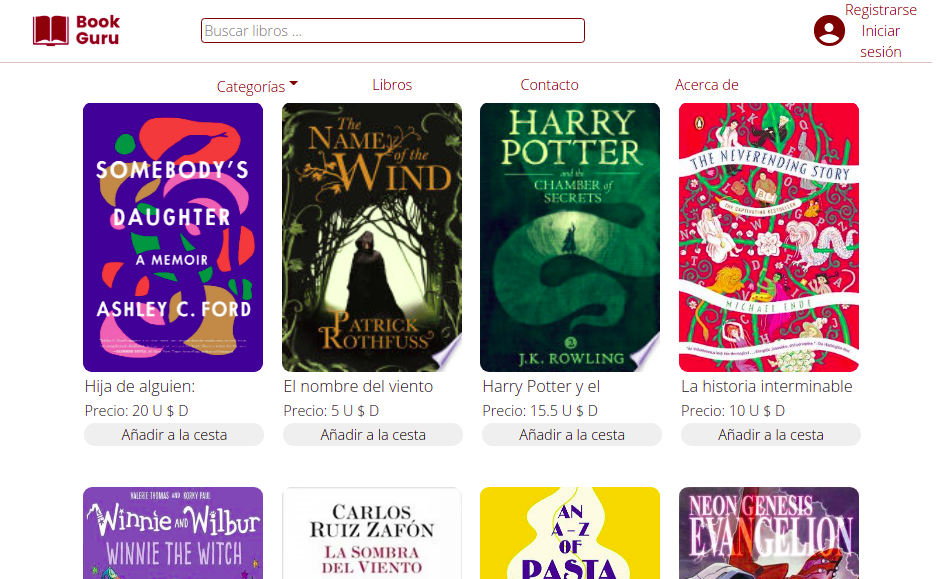 Book
Guru
Buscar libros ...
Registrarse
Iniciar
sesión
Categorías
Libros
Contacto
Acerca de
SOMEBODY'S
DAUGHTER
A MEMOIR
ASHLEY C. FORD
The
NAME
of the
WIND
PATRICK
ROTHFUSS
HARRY
POTTER
and the
CHAMBER of
SECRETS
J.K. ROWLING
THE NEVERENDING STORY
MICHAEL ENDE
Hija de alguien:
El nombre del viento
Harry Potter y el
La historia interminable
Precio: 20 U $ D
Precio: 5 U $ D
Precio: 15.5 U $ D
Precio: 10 U $ D
Añadir a la cesta
Añadir a la cesta
Añadir a la cesta
Añadir a la cesta
VALERIE THOMAS AND KORKY PAUL
Winnie AND Wilbur
WINNIE THE WITCH
CARLOS
RUIZ ZAFÓN
LA SOMBRA
DEL VIENTO
AN
A-Z
OF
PASTA
NEON GENESIS
EVANGELION